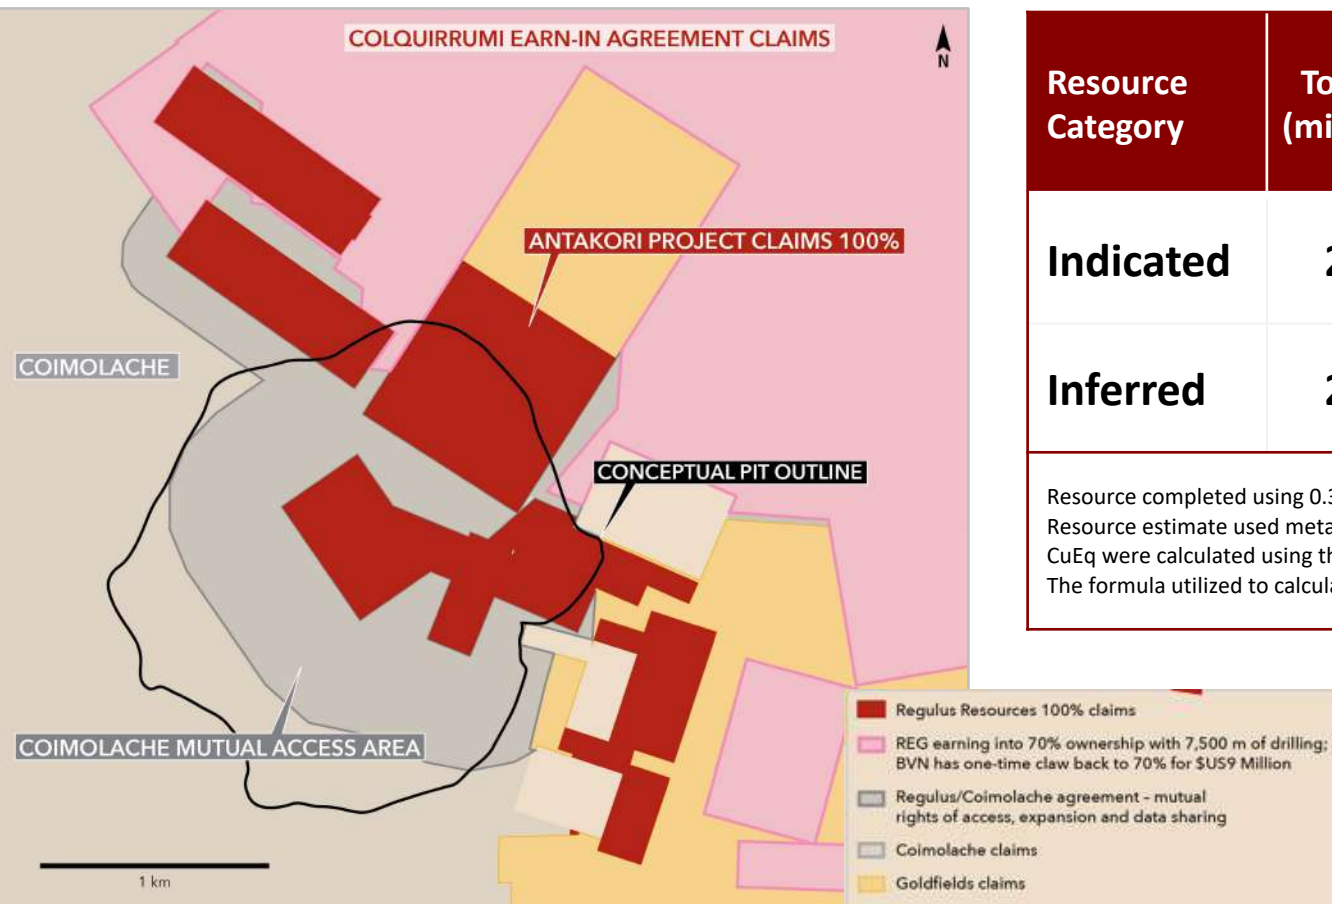 COLQUIRRUMI EARN-IN AGREEMENT CLAIMS
N
ANTAKORI PROJECT CLAIMS 100%
COIMOLACHE
CONCEPTUAL PIT OUTLINE
COIMOLACHE MUTUAL ACCESS AREA
1 km
Resource
Category
Indicated
2
Inferred
2
Resource completed using 0.3
Resource estimate used meta
CuEq were calculated using th
The formula utilized to calcula
Regulus Resources 100% claims
REG earning into 70% ownership with 7,500 m of drilling;
BVN has one-time claw back to 70% for $US9 Million
Regulus/Coimolache agreement - mutual
rights of access, expansion and data sharing
Coimolache claims
Goldfields claims